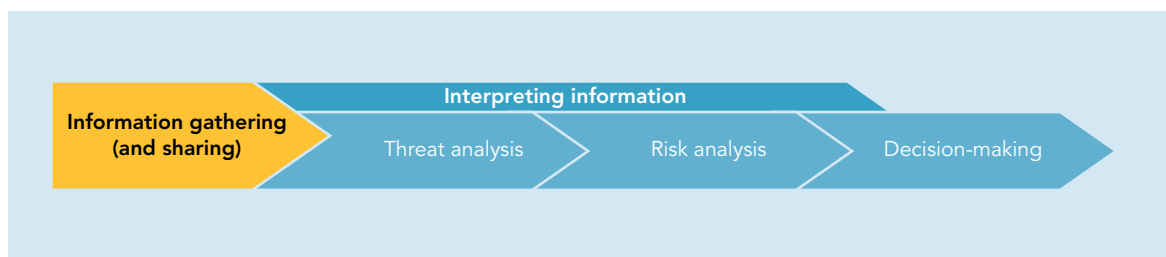 Interpreting information
Information gathering
(and sharing)
Threat analysis
Risk analysis
Decision-making